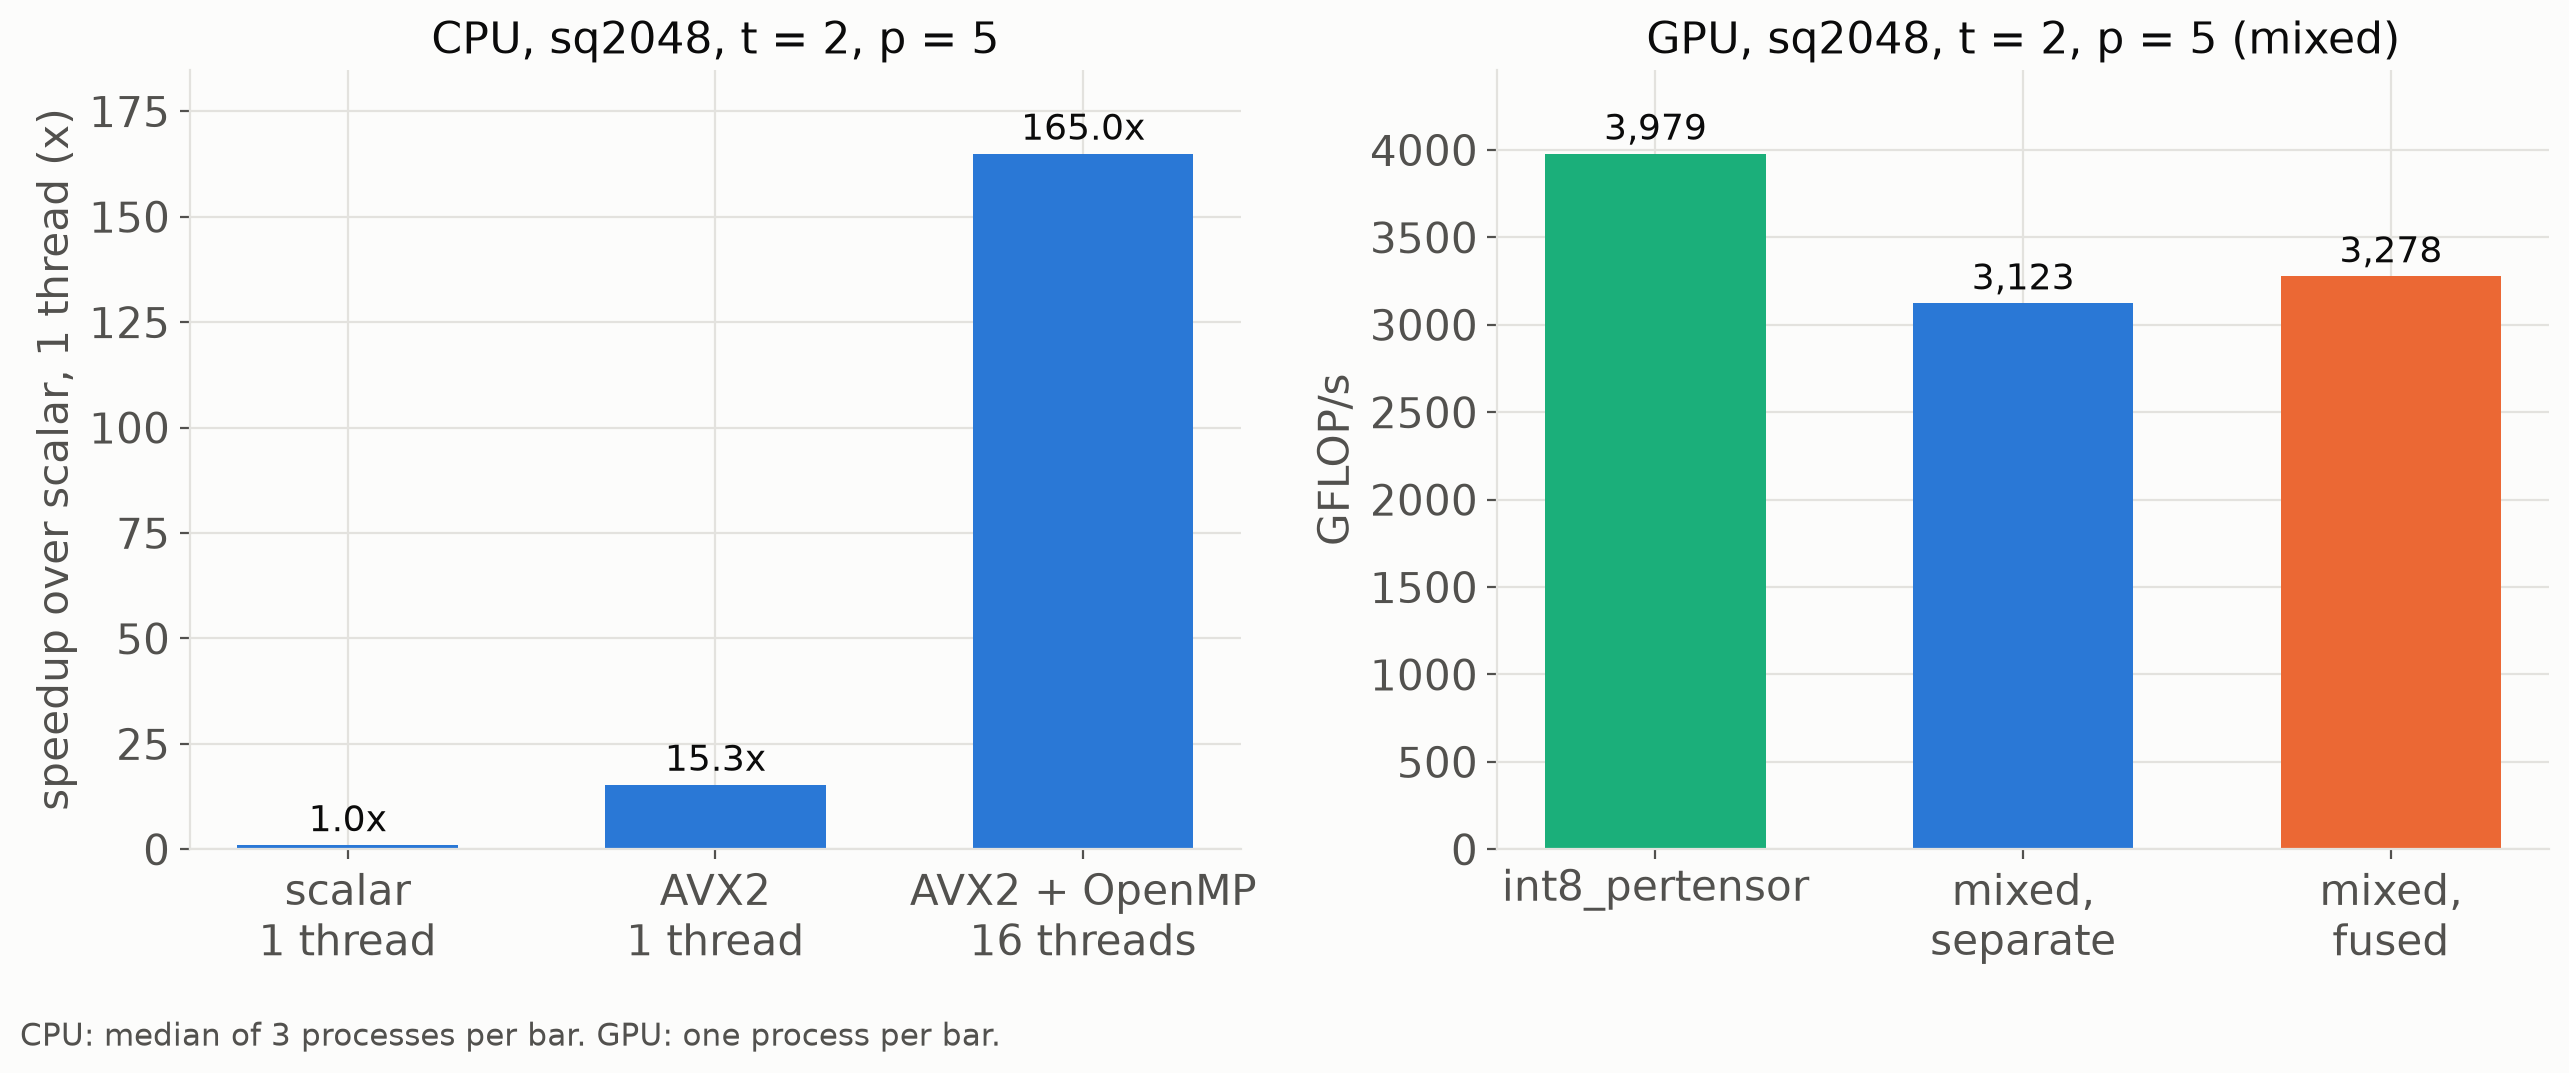 CPU, sq2048, t = 2, p = 5
speedup over scalar, 1 thread (x)
175
150
125
100
75
50
25
0
1.0x
15.3x
165.0x
scalar
1 thread
AVX2
1 thread
AVX2 + OpenMP
16 threads
GPU, sq2048, t = 2, p = 5 (mixed)
GFLOP/s
4000
3500
3000
2500
2000
1500
1000
500
0
3,979
3,123
3,278
int8_pertensor
mixed,
separate
mixed,
fused
CPU: median of 3 processes per bar. GPU: one process per bar.